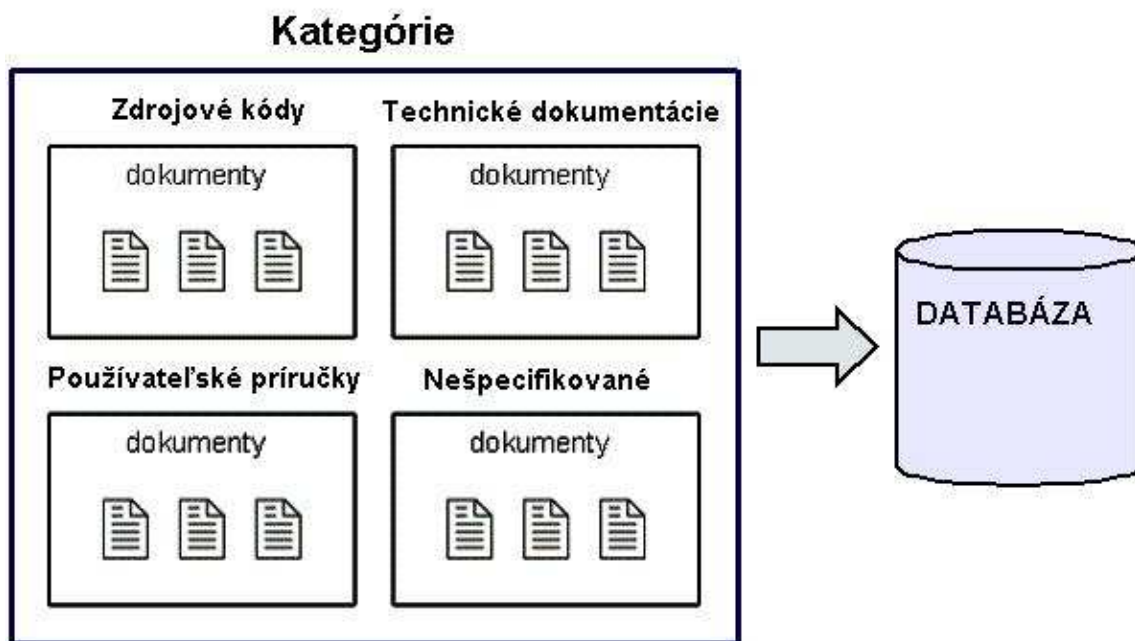 Kategórie
Zdrojové kódy
Technické dokumentácie
dokumenty
dokumenty
DATABÁZA
Používateľské príručky
Nešpecifikované
dokumenty
dokumenty